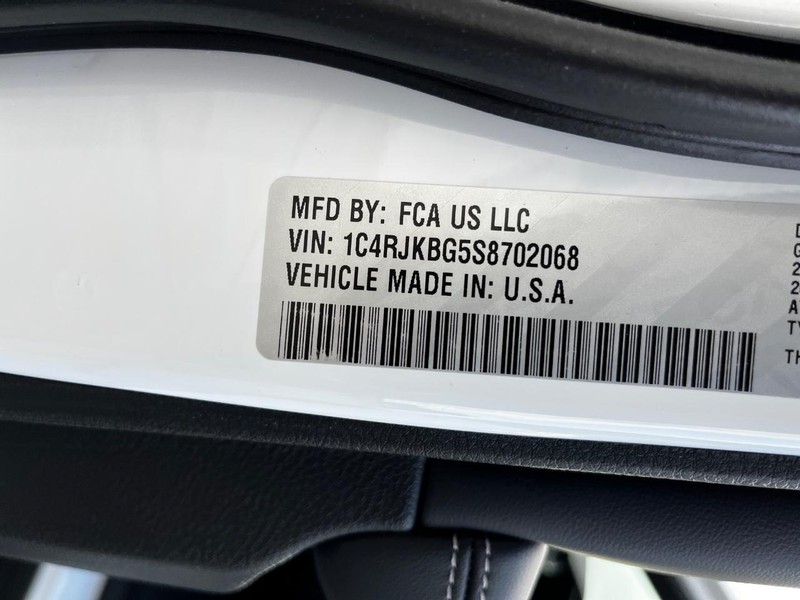 MFD BY: FCA US LLC
VIN: 1C4RJKBG5S8702068
VEHICLE MADE IN: U.S.A.